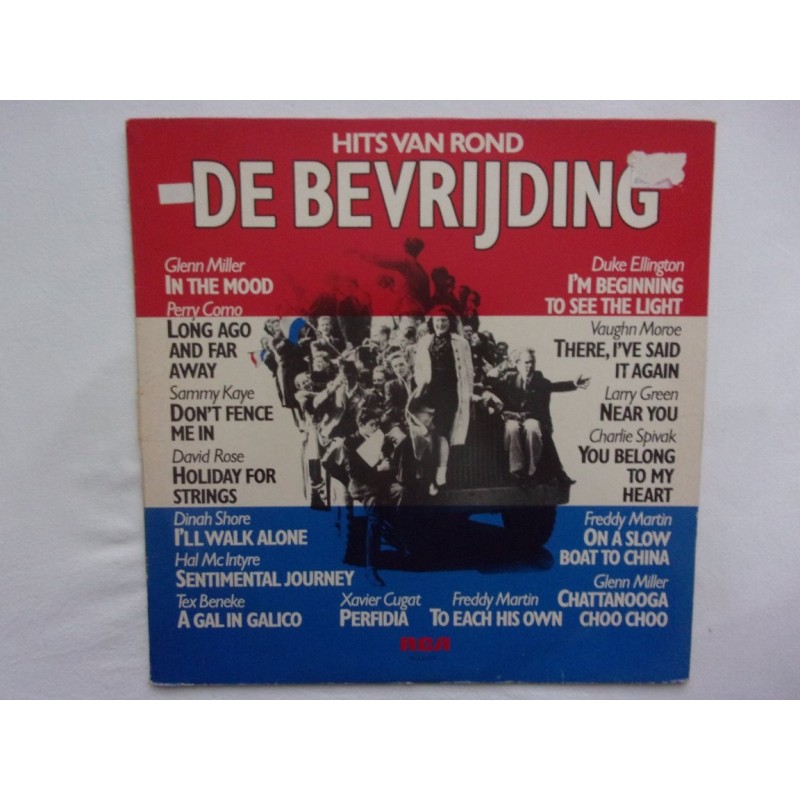 HITS VAN ROND
DE BEVRIJDING
Glenn Miller
IN THE MOOD
Perry Como
LONG AGO
AND FAR
AWAY
Sammy Kaye
DON'T FENCE
ME IN
David Rose
HOLIDAY FOR
STRINGS
Dinah Shore
I'LL WALK ALONE
Hal McIntyre
SENTIMENTAL JOURNEY
Tex Beneke
A GAL IN GALICO
Xavier Cugat
PERFIDIA
Freddy Martin
TO EACH HIS OWN
Duke Ellington
I'M BEGINNING
TO SEE THE LIGHT
Vaughn Moroe
THERE, I'VE SAID
IT AGAIN
Larry Green
NEAR YOU
Charlie Spivak
YOU BELONG
TO MY
HEART
Freddy Martin
ON A SLOW
BOAT TO CHINA
Glenn Miller
CHATTANOOGA
CHOO CHOO
RCA